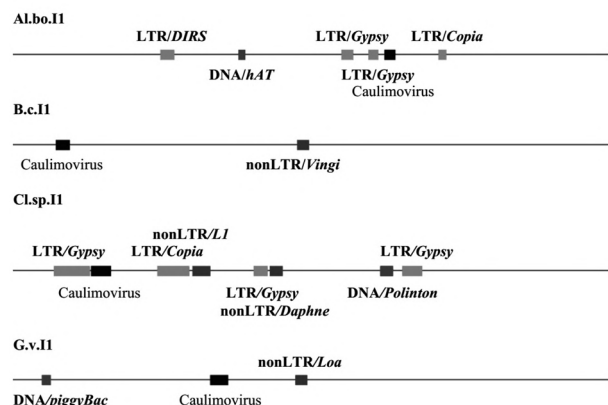 Al.bo.I1
LTR/DIRS LTR/Gypsy LTR/Copia
DNA/hAT LTR/Gypsy
Caulimovirus
B.c.I1
Caulimovirus nonLTR/Vingi
Cl.sp.I1
nonLTR/L1
LTR/Gypsy LTR/Copia LTR/Gypsy
Caulimovirus LTR/Gypsy DNA/Polinton
nonLTR/Daphne
G.v.I1
nonLTR/Loa
DNA/piggyBac Caulimovirus